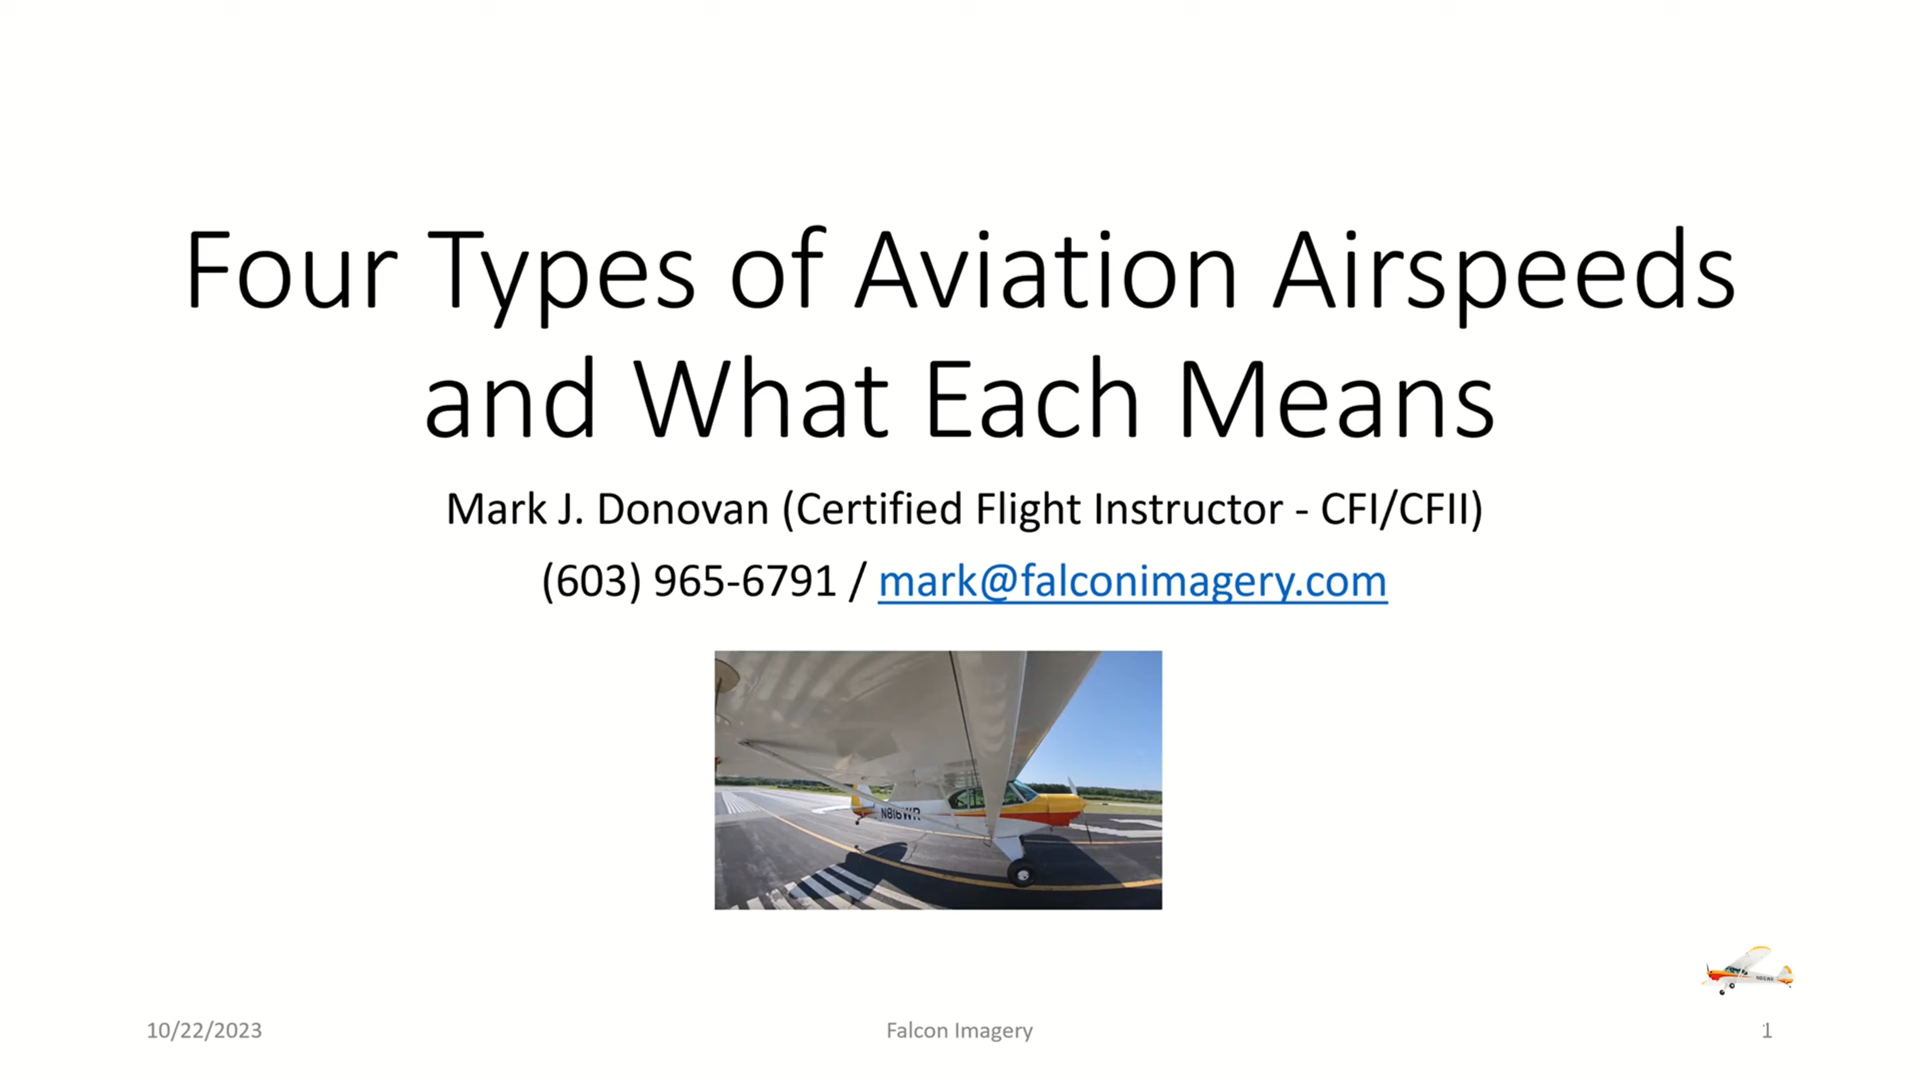 Four Types of Aviation Airspeeds
and What Each Means
Mark J. Donovan (Certified Flight Instructor - CFI/CFII)
(603) 965-6791 / mark@falconimagery.com
N816WR
10/22/2023
Falcon Imagery
1